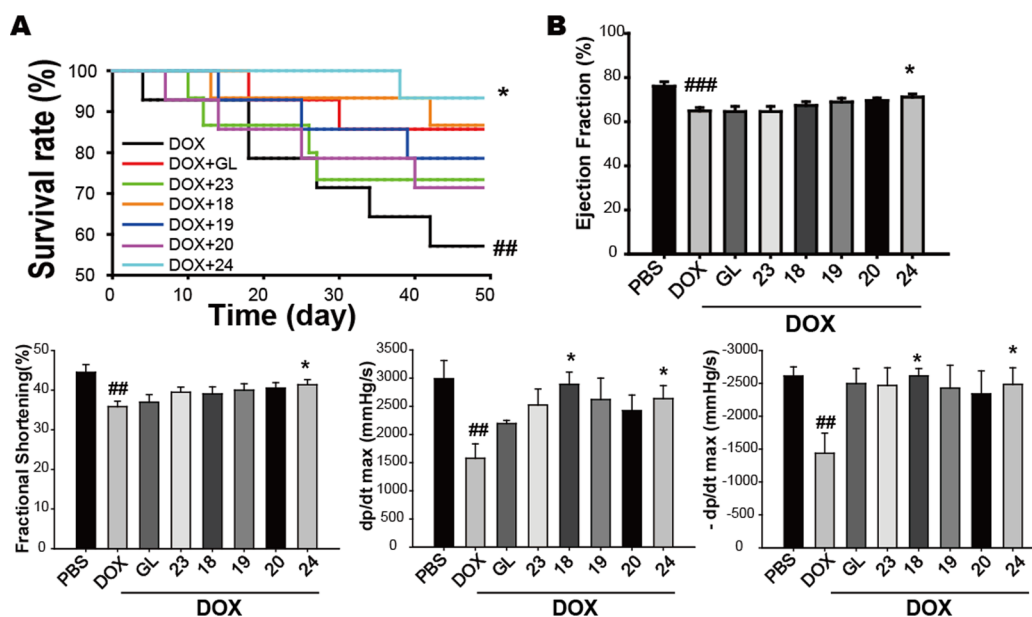 A
Survival rate (%)
100
90
80
70
60
50
DOX
DOX+GL
DOX+23
DOX+18
DOX+19
DOX+20
DOX+24
*
##
0
10
20
30
40
50
Time (day)
B
Ejection Fraction (%)
100
80
60
40
20
0
###
*
PBS
DOX
GL
23
18
19
20
24
DOX
Fractional Shortening(%)
50
40
30
20
10
0
##
*
PBS
DOX
GL
23
18
19
20
24
DOX
dp/dt max (mmHg/s)
3500
3000
2500
2000
1500
1000
500
0
##
*
*
PBS
DOX
GL
23
18
19
20
24
DOX
- dp/dt max (mmHg/s)
-3000
-2500
-2000
-1500
-1000
-500
0
##
*
*
PBS
DOX
GL
23
18
19
20
24
DOX